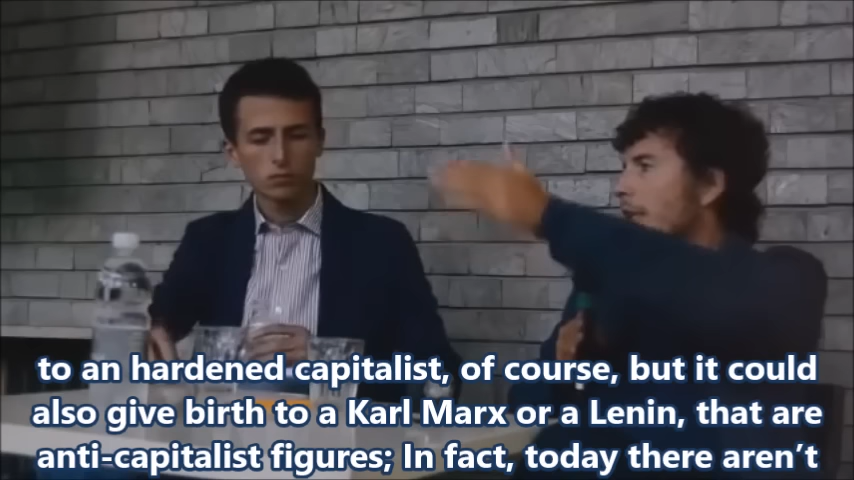 to an hardened capitalist, of course, but it could
also give birth to a Karl Marx or a Lenin, that are
anti-capitalist figures; In fact, today there aren’t